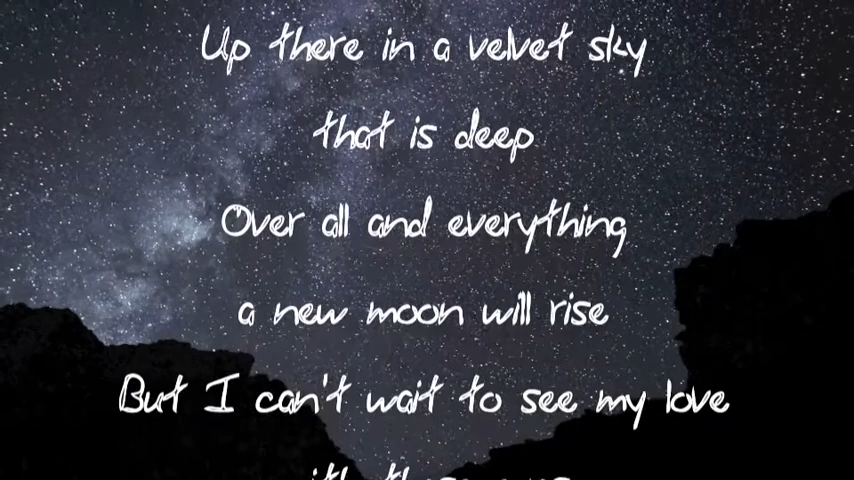 Up there in a velvet sky
that is deep
Over all and everything
a new moon will rise
But I can't wait to see my love